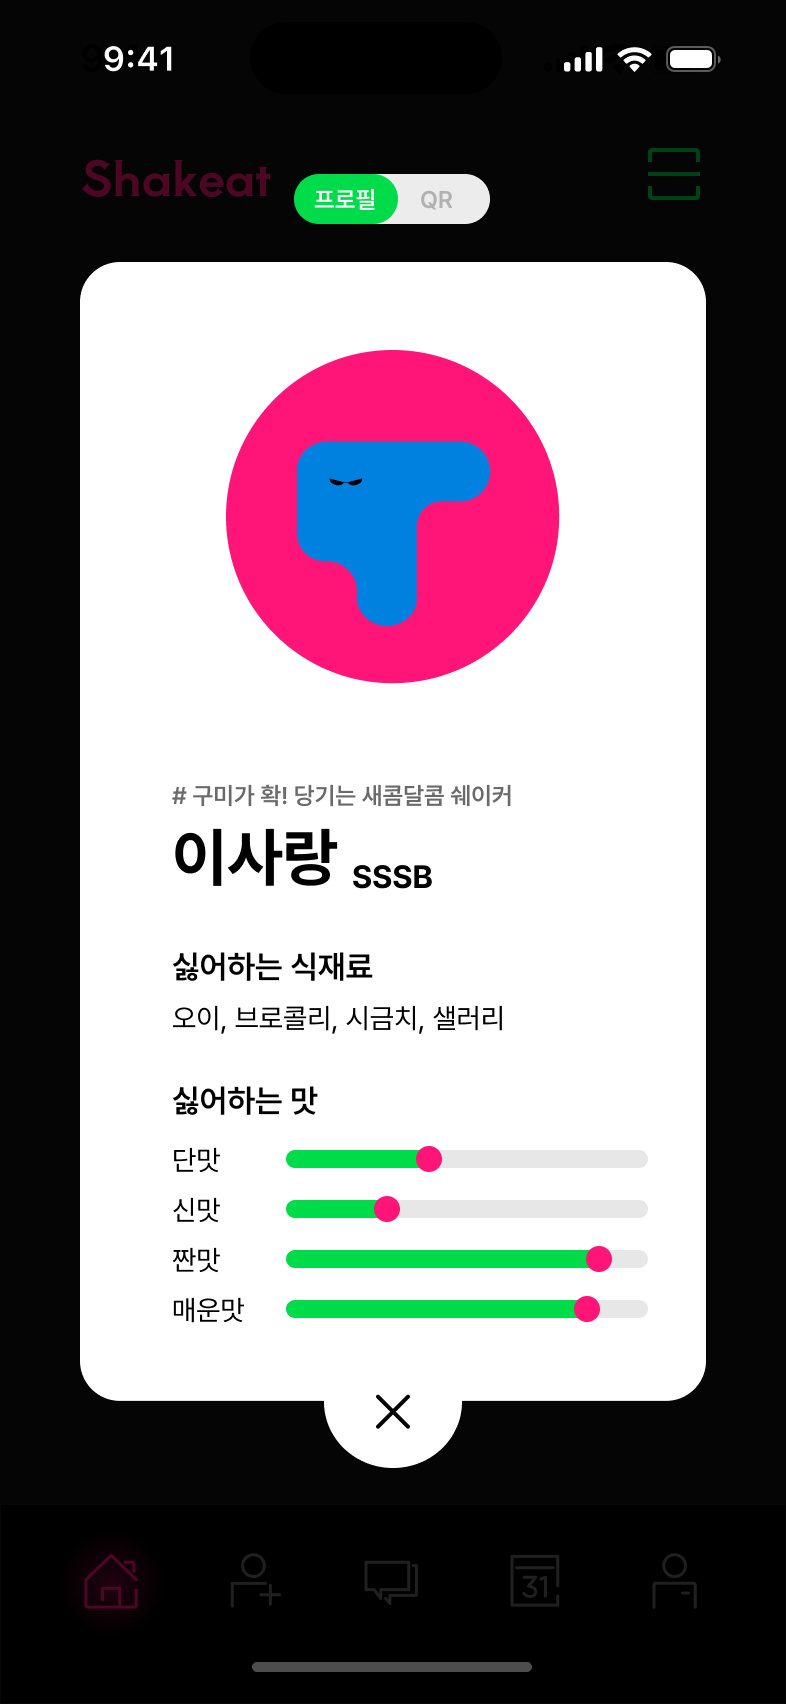 9:41
Shakeat
프로필 QR
# 구미가 확! 당기는 새콤달콤 쉐이커
이사랑 SSSB
싫어하는 식재료
오이, 브로콜리, 시금치, 샐러리
싫어하는 맛
단맛
신맛
짠맛
매운맛
31